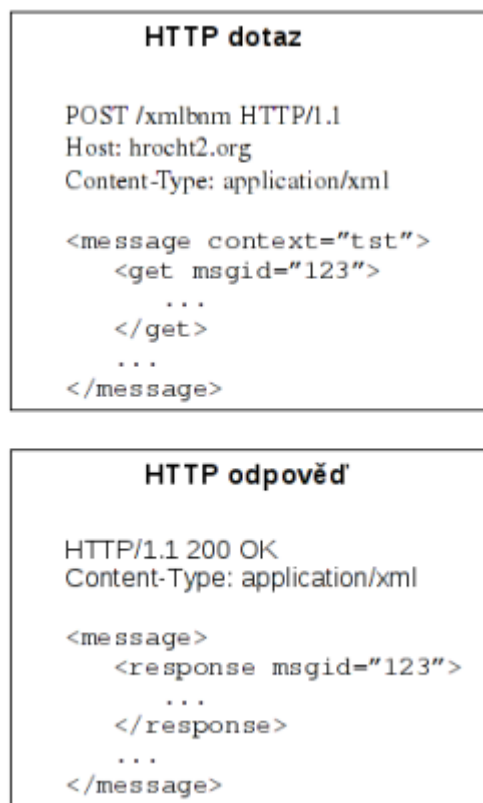 HTTP dotaz
POST /xmlbnm HTTP/1.1
Host: hrocht2.org
Content-Type: application/xml
<message context="tst">
<get msgid="123">
...
</get>
...
</message>
HTTP odpověď
HTTP/1.1 200 OK
Content-Type: application/xml
<message>
<response msgid="123">
...
</response>
...
</message>